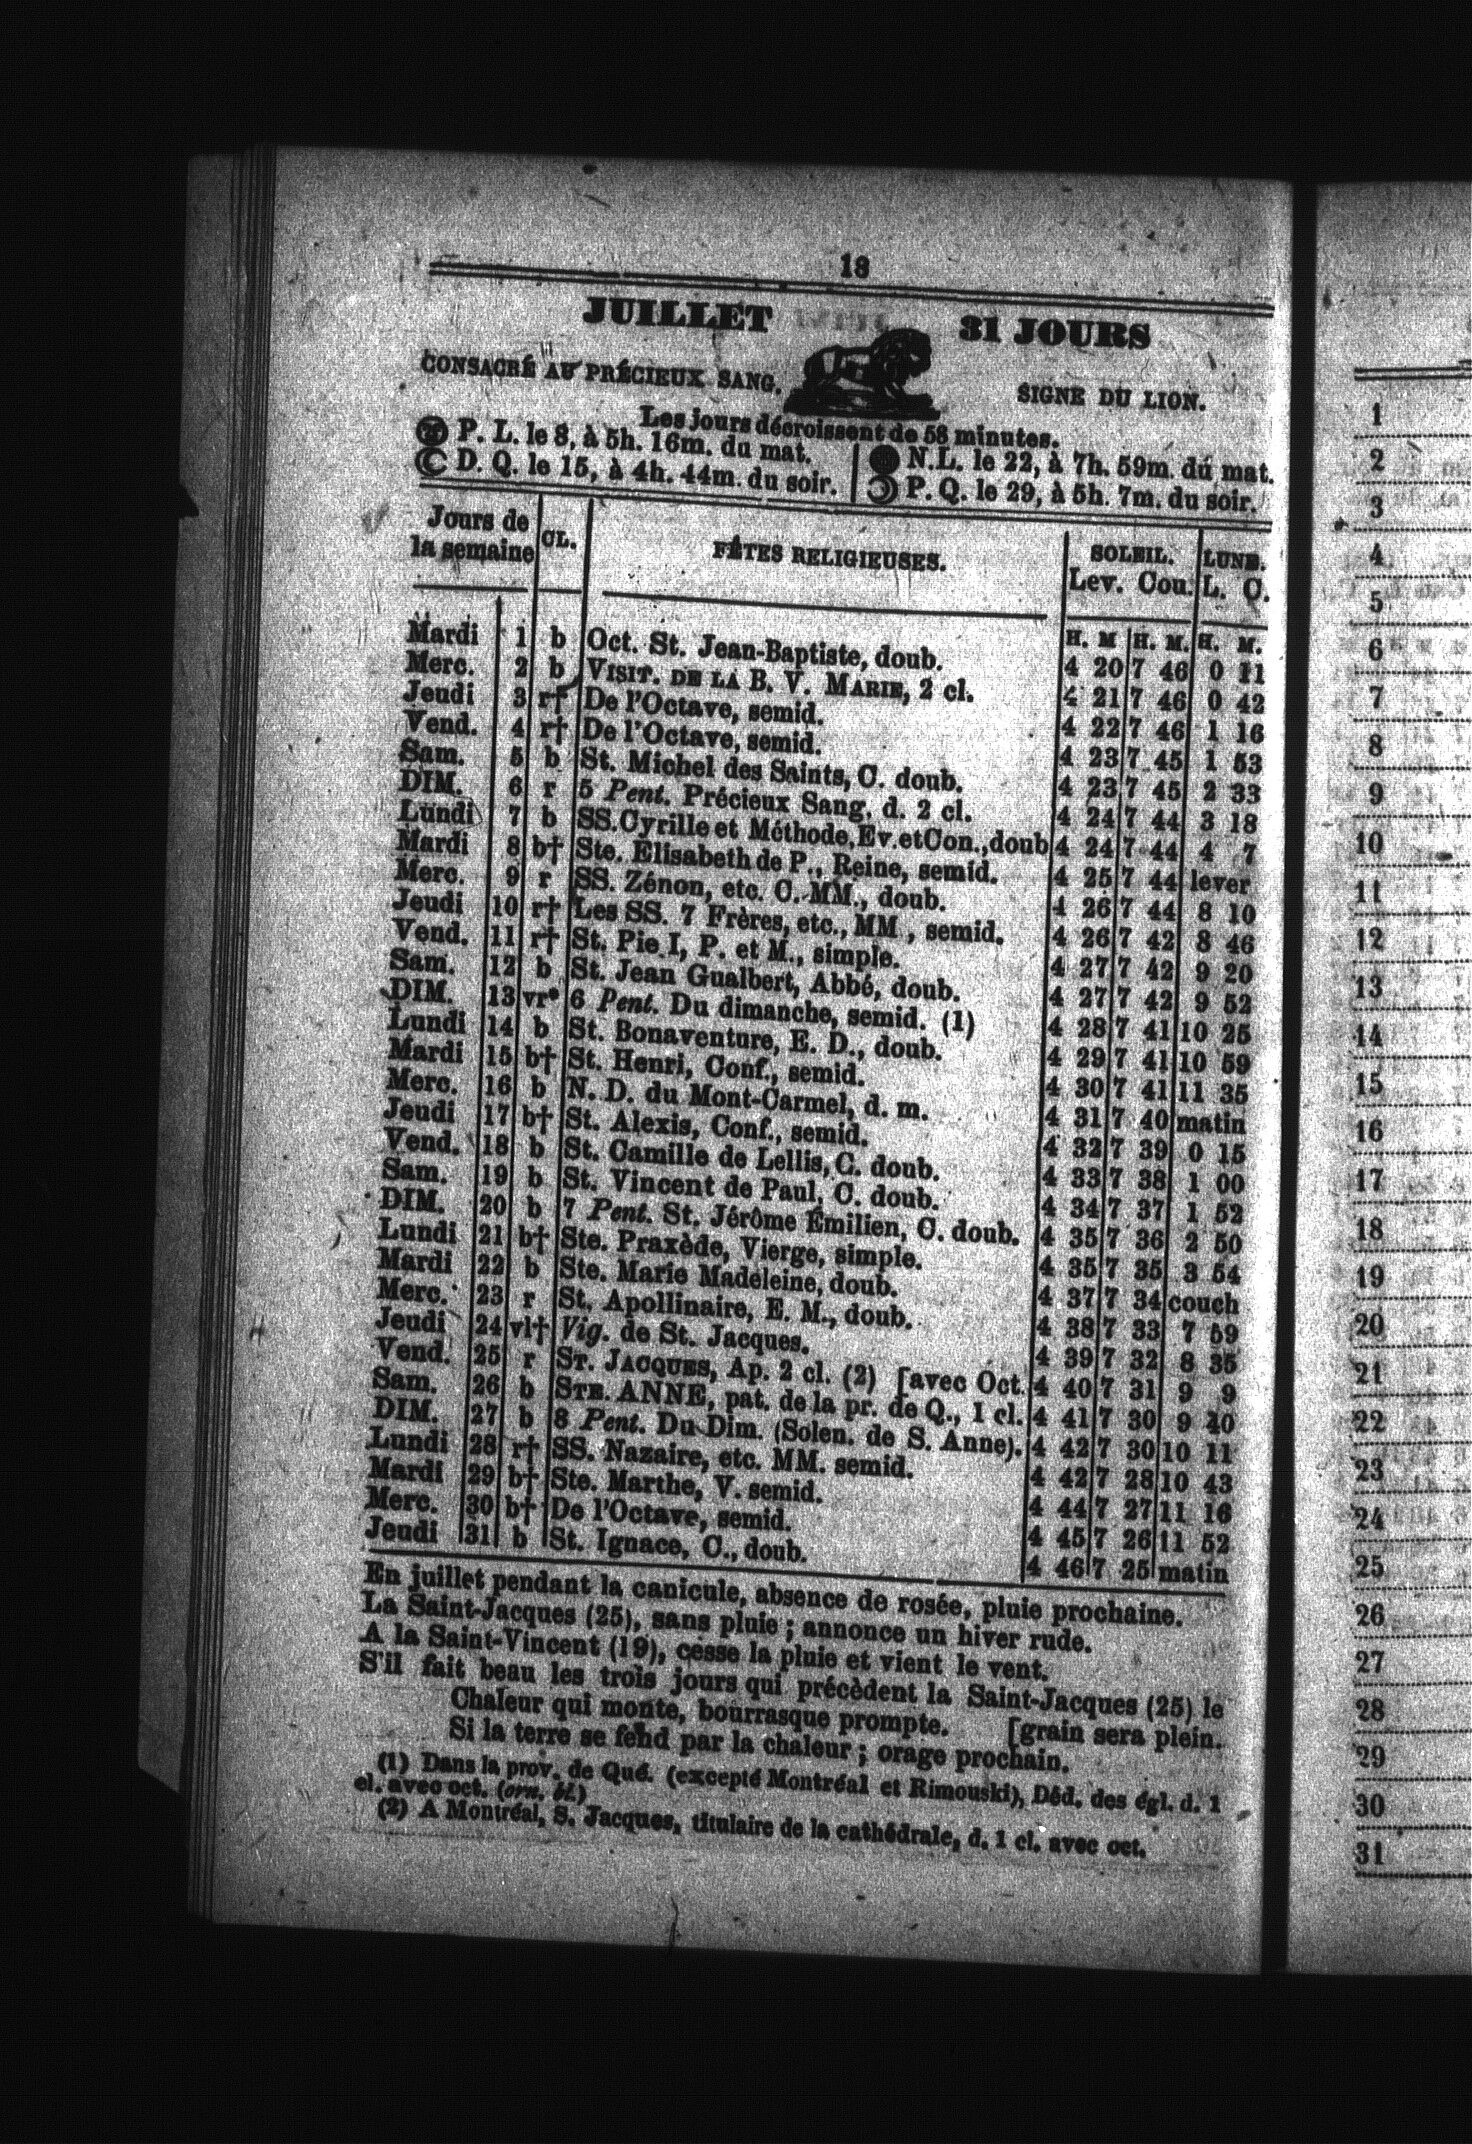 18
JUILLET 31 JOURS
CONSACRÉ AU PRÉCIEUX SANG. SIGNE DU LION.
Les jours décroissent de 58 minutes.
P. L. le 8, à 5h. 16m. du mat. N.L. le 22, à 7h. 59m. du mat.
D. Q. le 15, à 4h. 44m. du soir. P. Q. le 29, à 5h. 7m. du soir.
Jours de la semaine CL. FÊTES RELIGIEUSES. SOLEIL. Lev. Cou. LUNE. L. C.
H. M H. M. H. M.
Mardi 1 b Oct. St. Jean-Baptiste, doub. 4 20 7 46 0 11
Merc. 2 b VISIT. DE LA B. V. MARIE, 2 cl. 4 21 7 46 0 42
Jeudi 3 r† De l'Octave, semid. 4 22 7 46 1 16
Vend. 4 r† De l'Octave, semid. 4 23 7 45 1 53
Sam. 5 b St. Michel des Saints, C. doub. 4 23 7 45 2 33
DIM. 6 r 5 Pent. Précieux Sang, d. 2 cl. 4 24 7 44 3 18
Lundi 7 b SS.Cyrille et Méthode,Ev.etCon.,doub 4 24 7 44 4 7
Mardi 8 b† Ste. Elisabeth de P., Reine, semid. 4 25 7 44 lever
Merc. 9 r SS. Zénon, etc. C. MM., doub. 4 26 7 44 8 10
Jeudi 10 r† Les SS. 7 Frères, etc., MM , semid. 4 26 7 42 8 46
Vend. 11 r† St. Pie I, P. et M., simple. 4 27 7 42 9 20
Sam. 12 b St. Jean Gualbert, Abbé, doub. 4 27 7 42 9 52
DIM. 13 vr* 6 Pent. Du dimanche, semid. (1) 4 28 7 41 10 25
Lundi 14 b St. Bonaventure, E. D., doub. 4 29 7 41 10 59
Mardi 15 b† St. Henri, Conf., semid. 4 30 7 41 11 35
Merc. 16 b N. D. du Mont-Carmel, d. m. 4 31 7 40 matin
Jeudi 17 b† St. Alexis, Conf., semid. 4 32 7 39 0 15
Vend. 18 b St. Camille de Lellis, C. doub. 4 33 7 38 1 00
Sam. 19 b St. Vincent de Paul, C. doub. 4 34 7 37 1 52
DIM. 20 b 7 Pent. St. Jérôme Émilien, C. doub. 4 35 7 36 2 50
Lundi 21 b† Ste. Praxède, Vierge, simple. 4 35 7 35 3 54
Mardi 22 b Ste. Marie Madeleine, doub. 4 37 7 34 couch
Merc. 23 r St. Apollinaire, E. M., doub. 4 38 7 33 7 59
Jeudi 24 vl† Vig. de St. Jacques. 4 39 7 32 8 35
Vend. 25 r ST. JACQUES, Ap. 2 cl. (2) [avec Oct. 4 40 7 31 9 9
Sam. 26 b STE. ANNE, pat. de la pr. de Q., 1 cl. 4 41 7 30 9 40
DIM. 27 b 8 Pent. Du Dim. (Solen. de S. Anne). 4 42 7 30 10 11
Lundi 28 r† SS. Nazaire, etc. MM. semid. 4 42 7 28 10 43
Mardi 29 b† Ste. Marthe, V. semid. 4 44 7 27 11 16
Merc. 30 b† De l'Octave, semid. 4 45 7 26 11 52
Jeudi 31 b St. Ignace, C., doub. 4 46 7 25 matin
En juillet pendant la canicule, absence de rosée, pluie prochaine.
La Saint-Jacques (25), sans pluie ; annonce un hiver rude.
A la Saint-Vincent (19), cesse la pluie et vient le vent.
S'il fait beau les trois jours qui précèdent la Saint-Jacques (25) le
Chaleur qui monte, bourrasque prompte. [grain sera plein.
Si la terre se fend par la chaleur ; orage prochain.
(1) Dans la prov. de Qué. (excepté Montréal et Rimouski), Déd. des égl. d. 1
cl. avec oct. (orn. bl.)
(2) A Montréal, S. Jacques, titulaire de la cathédrale, d. 1 cl. avec oct.
1
2
3
4
5
6
7
8
9
10
11
12
13
14
15
16
17
18
19
20
21
22
23
24
25
26
27
28
29
30
31